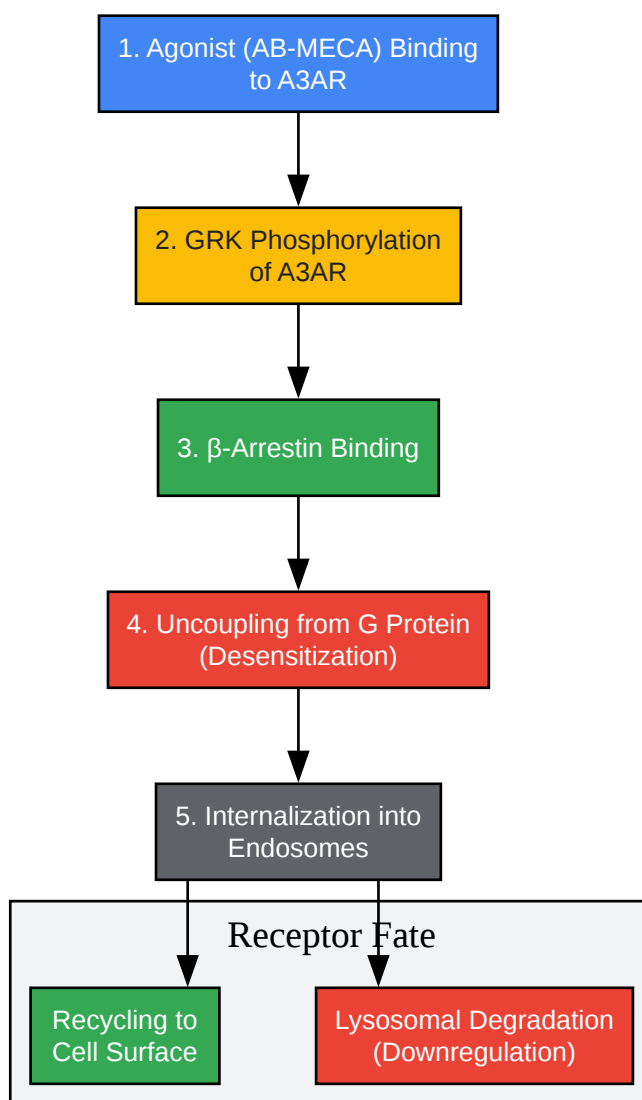 1. Agonist (AB-MECA) Binding
to A3AR
2. GRK Phosphorylation
of A3AR
3. β-Arrestin Binding
4. Uncoupling from G Protein
(Desensitization)
5. Internalization into
Endosomes
Receptor Fate
Recycling to
Cell Surface
Lysosomal Degradation
(Downregulation)